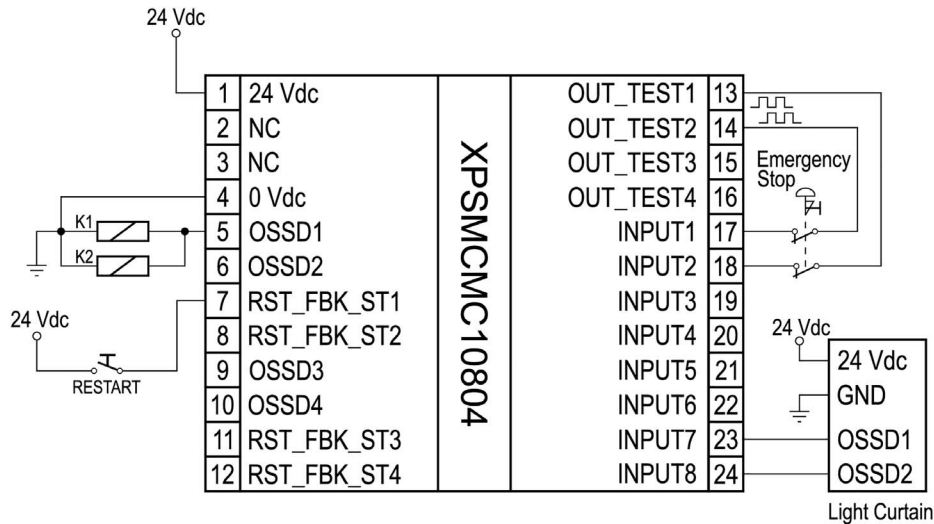 24 Vdc
1 24 Vdc
2 NC
3 NC
4 0 Vdc
5 OSSD1
6 OSSD2
7 RST_FBK_ST1
8 RST_FBK_ST2
9 OSSD3
10 OSSD4
11 RST_FBK_ST3
12 RST_FBK_ST4
K1
K2
24 Vdc
RESTART
XPSMCMC10804
OUT_TEST1 13
OUT_TEST2 14
OUT_TEST3 15
OUT_TEST4 16
INPUT1 17
INPUT2 18
INPUT3 19
INPUT4 20
INPUT5 21
INPUT6 22
INPUT7 23
INPUT8 24
Emergency
Stop
24 Vdc
24 Vdc
GND
OSSD1
OSSD2
Light Curtain